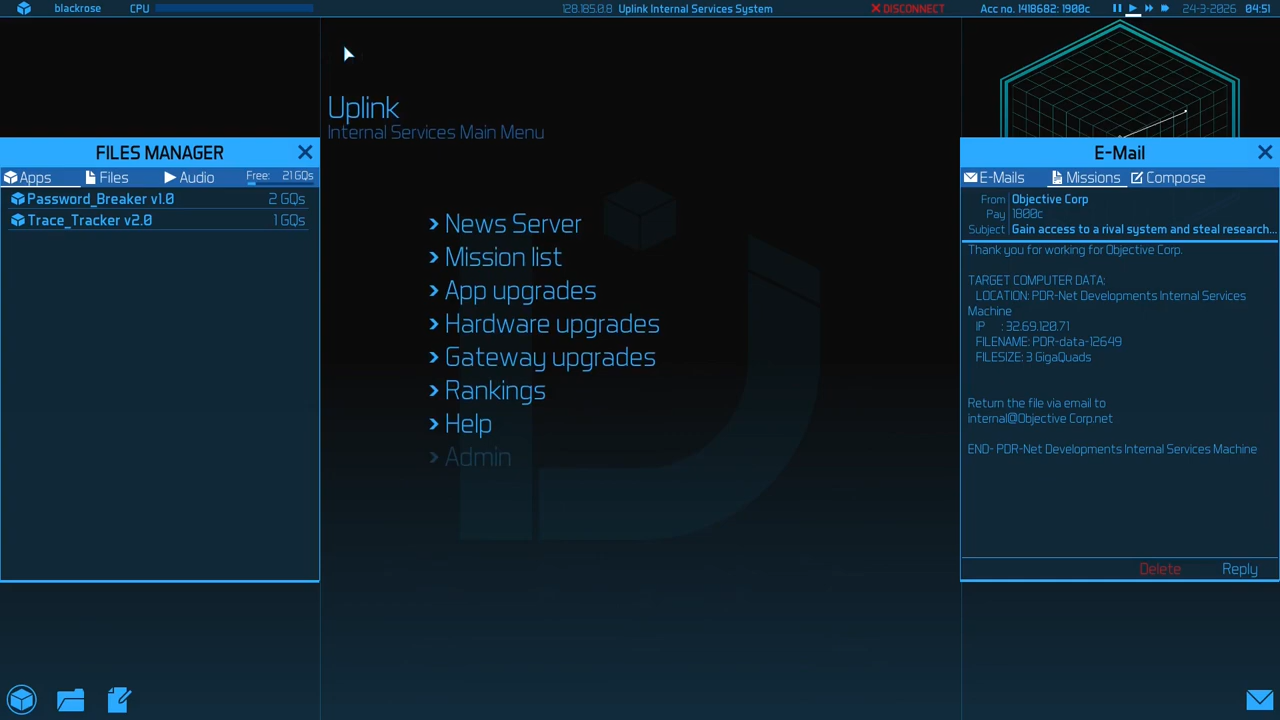 blackrose
CPU
128.185.0.8 Uplink Internal Services System
DISCONNECT
Acc no. 1418682: 1900c
24-3-2026 04:51
Uplink
Internal Services Main Menu
FILES MANAGER
Apps Files Audio Free: 21 GQs
Password_Breaker v1.0 2 GQs
Trace_Tracker v2.0 1 GQs
> News Server
> Mission list
> App upgrades
> Hardware upgrades
> Gateway upgrades
> Rankings
> Help
> Admin
E-Mail
E-Mails Missions Compose
From Objective Corp
Pay 1800c
Subject Gain access to a rival system and steal research...
Thank you for working for Objective Corp.
TARGET COMPUTER DATA:
LOCATION: PDR-Net Developments Internal Services
Machine
IP : 32.69.120.71
FILENAME: PDR-data-12649
FILESIZE: 3 GigaQuads
Return the file via email to
internal@Objective Corp.net
END- PDR-Net Developments Internal Services Machine
Delete Reply